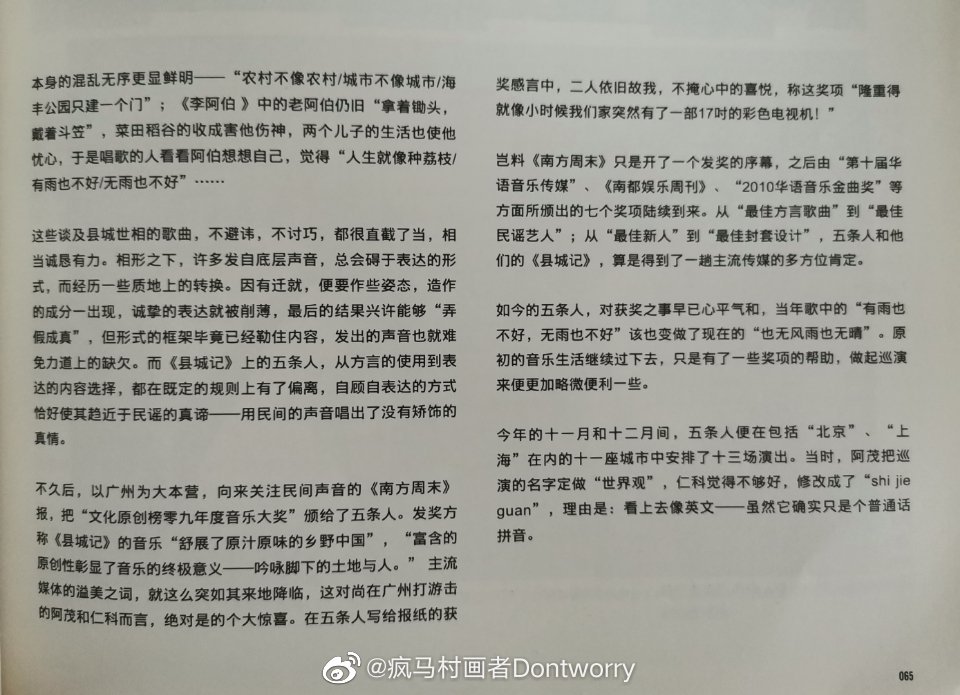 本身的混乱无序更显鲜明——“农村不像农村/城市不像城市/海
丰公园只建一个门”；《李阿伯 》中的老阿伯仍旧“拿着锄头，
戴着斗笠”，菜田稻谷的收成害他伤神，两个儿子的生活也使他
忧心，于是唱歌的人看看阿伯想想自己，觉得“人生就像种荔枝/
有雨也不好/无雨也不好”……
这些谈及县城世相的歌曲，不避讳，不讨巧，都很直截了当，相
当诚恳有力。相形之下，许多发自底层声音，总会碍于表达的形
式，而经历一些质地上的转换。因有迁就，便要作些姿态，造作
的成分一出现，诚挚的表达就被削薄，最后的结果兴许能够“弄
假成真”，但形式的框架毕竟已经勒住内容，发出的声音也就难
免力道上的缺欠。而《县城记》上的五条人，从方言的使用到表
达的内容选择，都在既定的规则上有了偏离，自顾自表达的方式
恰好使其趋近于民谣的真谛——用民间的声音唱出了没有矫饰的
真情。
不久后，以广州为大本营，向来关注民间声音的《南方周末》
报，把“文化原创榜零九年度音乐大奖”颁给了五条人。发奖方
称《县城记》的音乐“舒展了原汁原味的乡野中国”，“富含的
原创性彰显了音乐的终极意义——吟咏脚下的土地与人。” 主流
媒体的溢美之词，就这么突如其来地降临，这对尚在广州打游击
的阿茂和仁科而言，绝对是的个大惊喜。在五条人写给报纸的获
奖感言中，二人依旧故我，不掩心中的喜悦，称这奖项“隆重得
就像小时候我们家突然有了一部17吋的彩色电视机！”
岂料《南方周末》只是开了一个发奖的序幕，之后由“第十届华
语音乐传媒”、《南都娱乐周刊》、“2010华语音乐金曲奖”等
方面所颁出的七个奖项陆续到来。从“最佳方言歌曲”到“最佳
民谣艺人”；从“最佳新人”到“最佳封套设计”，五条人和他
们的《县城记》，算是得到了一趟主流传媒的多方位肯定。
如今的五条人，对获奖之事早已心平气和，当年歌中的“有雨也
不好，无雨也不好”该也变做了现在的“也无风雨也无晴”。原
初的音乐生活继续过下去，只是有了一些奖项的帮助，做起巡演
来便更加略微便利一些。
今年的十一月和十二月间，五条人便在包括“北京”、“上
海”在内的十一座城市中安排了十三场演出。当时，阿茂把巡
演的名字定做“世界观”，仁科觉得不够好，修改成了“shi jie
guan”，理由是：看上去像英文——虽然它确实只是个普通话
拼音。
@疯马村画者Dontworry
065